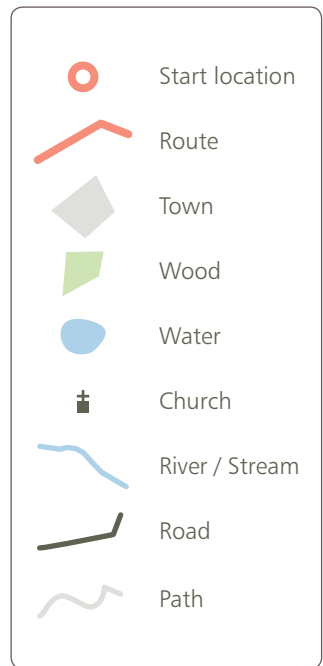 Start location
Route
Town
Wood
Water
Church
River / Stream
Road
Path